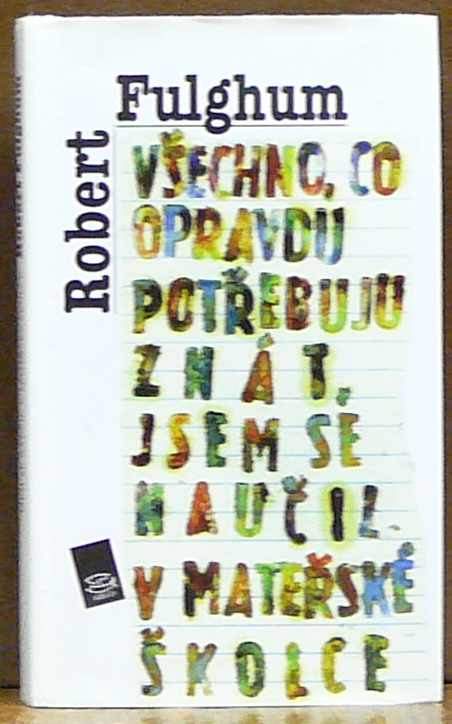 Robert
Fulghum
VŠECHNO, CO
OPRAVDU
POTŘEBUJU
ZNÁT,
JSEM SE
NAUČIL
V MATEŘSKÉ
ŠKOLCE